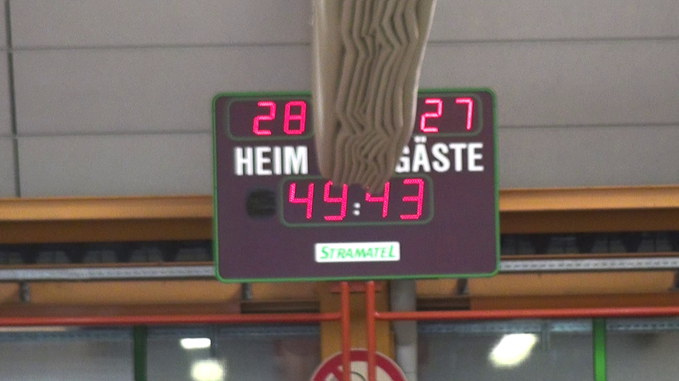 28 27
HEIM GÄSTE
49:43
STRAMATEL